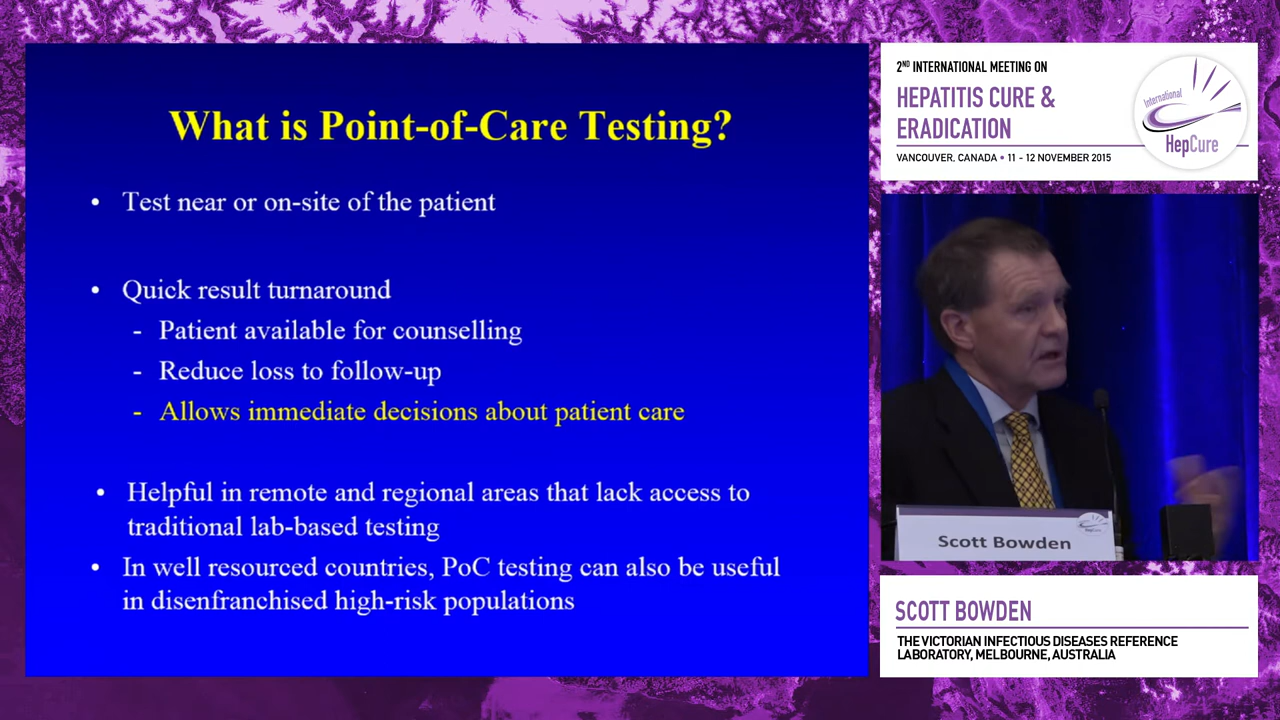 What is Point-of-Care Testing?
• Test near or on-site of the patient
• Quick result turnaround
- Patient available for counselling
- Reduce loss to follow-up
- Allows immediate decisions about patient care
• Helpful in remote and regional areas that lack access to
traditional lab-based testing
• In well resourced countries, PoC testing can also be useful
in disenfranchised high-risk populations
2ND INTERNATIONAL MEETING ON
HEPATITIS CURE &
ERADICATION
VANCOUVER, CANADA • 11 - 12 NOVEMBER 2015
International
HepCure
Scott Bowden
SCOTT BOWDEN
THE VICTORIAN INFECTIOUS DISEASES REFERENCE
LABORATORY, MELBOURNE, AUSTRALIA